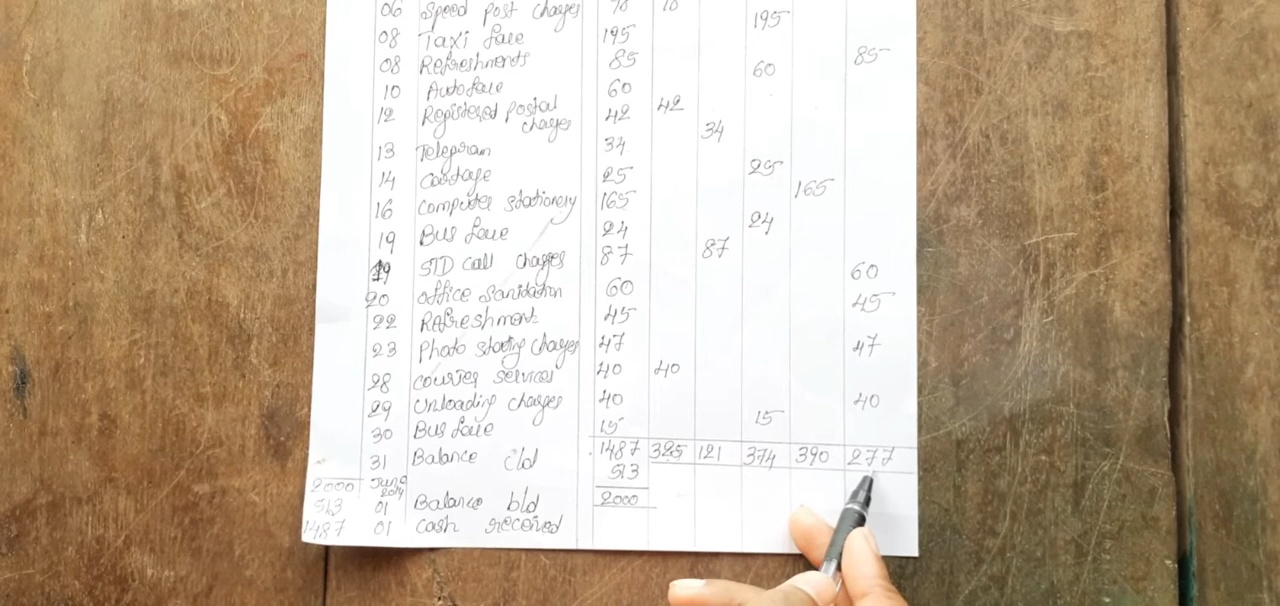 06 Speed post charges
08 Taxi fare 195 195
08 Refreshments 85 85
10 Auto fare 60 60
12 Registered postal charges 42 42
13 Telegram 34 34
14 Cartage 25 25
16 Computer stationery 165 165
19 Bus fare 24 24
19 STD call charges 87 87
20 Office sanitation 60 60
22 Refreshment 45 45
23 Photo stating charges 47 47
28 Courier services 40 40
29 Unloading charges 40 40
30 Bus fare 15 15
1487 325 121 374 390 277
31 Balance c/d 513
2000 June 2014 2000
513 01 Balance b/d
1487 01 Cash received